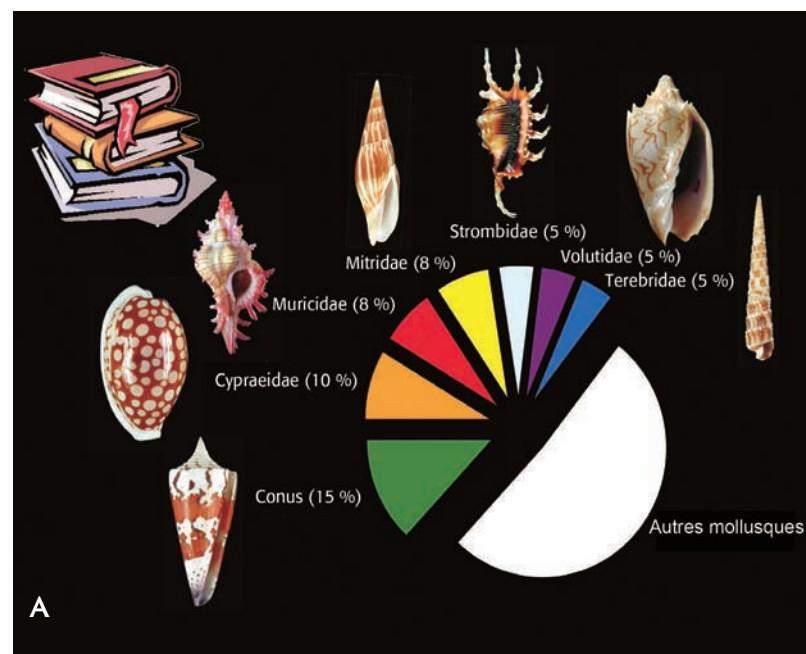 Strombidae (5 %)
Volutidae (5 %)
Mitridae (8 %)
Terebridae (5 %)
Muricidae (8 %)
Cypraeidae (10 %)
Conus (15 %)
Autres mollusques
A